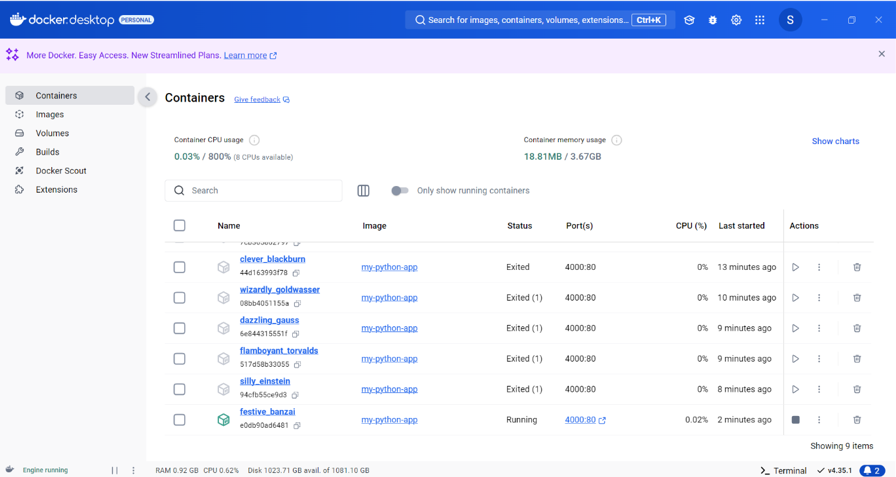 docker.desktop PERSONAL
Search for images, containers, volumes, extensions... Ctrl+K
S
More Docker. Easy Access. New Streamlined Plans. Learn more
Containers
Images
Volumes
Builds
Docker Scout
Extensions
Containers Give feedback
Container CPU usage
0.03% / 800% (8 CPUs available)
Container memory usage
18.81MB / 3.67GB
Show charts
Search
Only show running containers
Name Image Status Port(s) CPU (%) Last started Actions
clever_blackburn
44d163993f78
my-python-app Exited 4000:80 0% 13 minutes ago
wizardly_goldwasser
08bb4051155a
my-python-app Exited (1) 4000:80 0% 10 minutes ago
dazzling_gauss
6e844315551f
my-python-app Exited (1) 4000:80 0% 9 minutes ago
flamboyant_torvalds
517d58b33055
my-python-app Exited (1) 4000:80 0% 9 minutes ago
silly_einstein
94cfb55ce9d3
my-python-app Exited (1) 4000:80 0% 8 minutes ago
festive_banzai
e0db90ad6481
my-python-app Running 4000:80 0.02% 2 minutes ago
Showing 9 items
Engine running
RAM 0.92 GB CPU 0.62% Disk 1023.71 GB avail. of 1081.10 GB
Terminal
v4.35.1
2